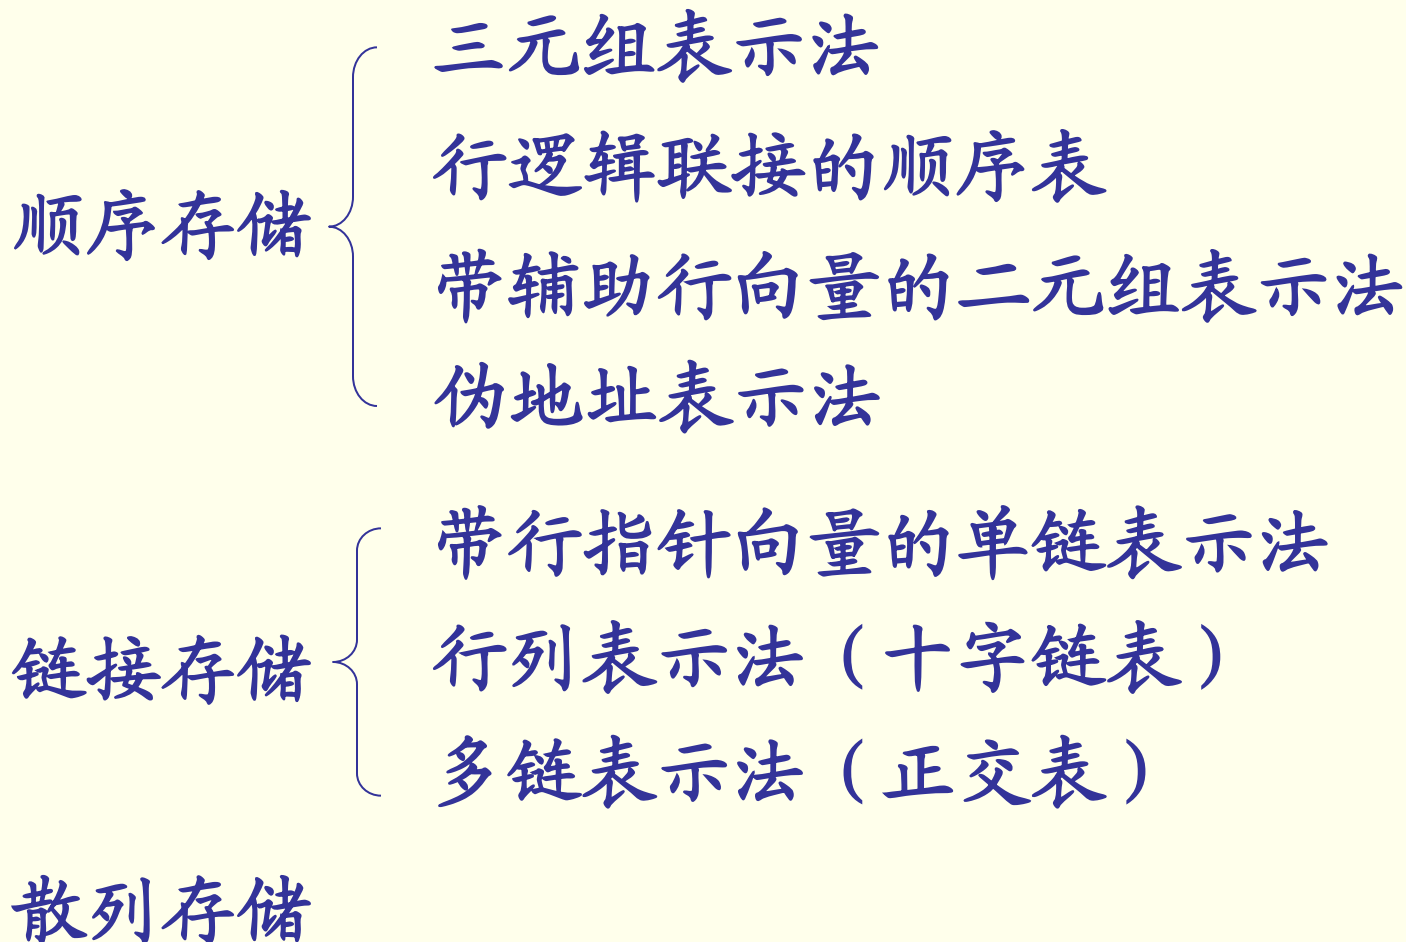 三元组表示法
行逻辑联接的顺序表
顺序存储
带辅助行向量的二元组表示法
伪地址表示法
带行指针向量的单链表示法
行列表示法（十字链表）
链接存储
多链表示法（正交表）
散列存储